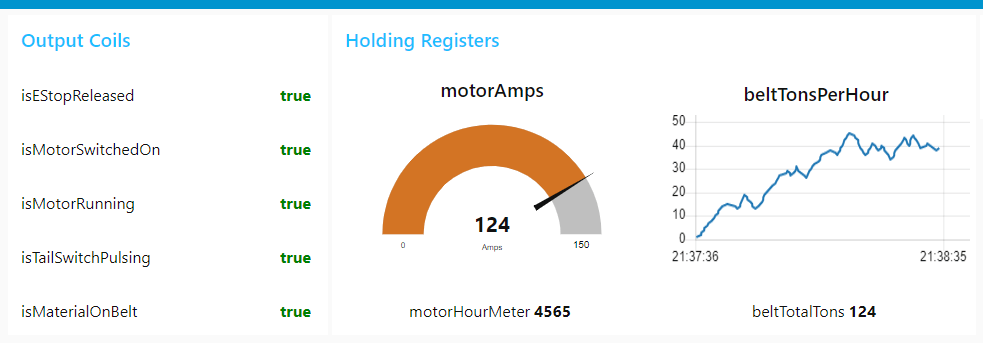 Output Coils
isEStopReleased true
isMotorSwitchedOn true
isMotorRunning true
isTailSwitchPulsing true
isMaterialOnBelt true
Holding Registers
motorAmps
124
Amps
0
150
motorHourMeter 4565
beltTonsPerHour
50
40
30
20
10
0
21:37:36
21:38:35
beltTotalTons 124